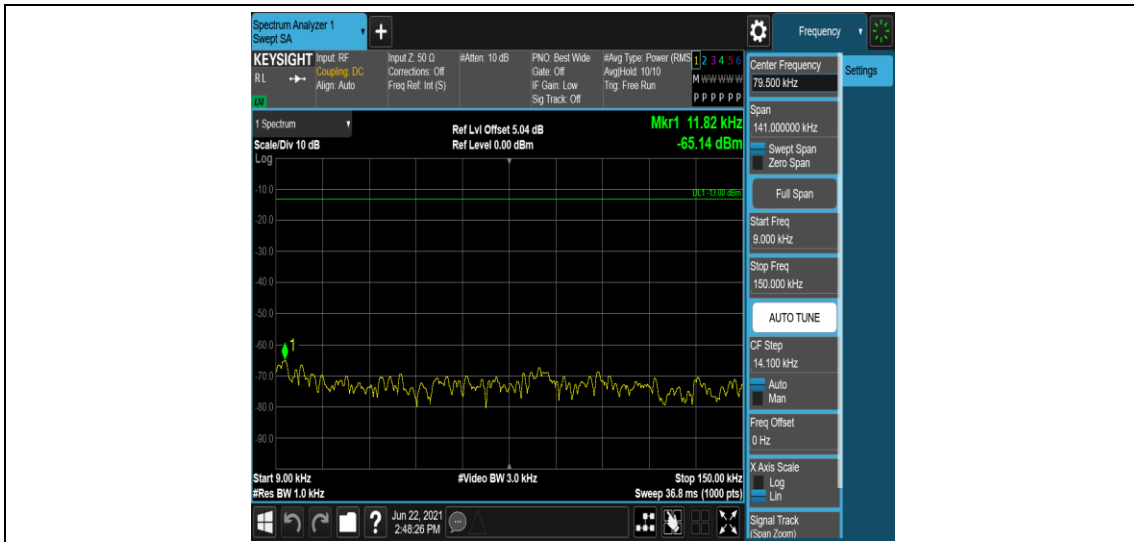 Spectrum Analyzer 1
Swept SA
+
Frequency
KEYSIGHT
RL
LXI
Input: RF
Coupling: DC
Align: Auto
Input Z: 50 Ω
Corrections: Off
Freq Ref: Int (S)
#Atten: 10 dB
PNO: Best Wide
Gate: Off
IF Gain: Low
Sig Track: Off
#Avg Type: Power (RMS
Avg|Hold: 10/10
Trig: Free Run
1 2 3 4 5 6
M W W W W W
P P P P P P
1 Spectrum
Scale/Div 10 dB
Log
Ref Lvl Offset 5.04 dB
Ref Level 0.00 dBm
Mkr1 11.82 kHz
-65.14 dBm
DL1 -13.00 dBm
-10.0
-20.0
-30.0
-40.0
-50.0
-60.0
1
-70.0
-80.0
-90.0
Start 9.00 kHz
#Res BW 1.0 kHz
#Video BW 3.0 kHz
Stop 150.00 kHz
Sweep 36.8 ms (1000 pts)
?
Jun 22, 2021
2:48:26 PM
Center Frequency
79.500 kHz
Settings
Span
141.000000 kHz
Swept Span
Zero Span
Full Span
Start Freq
9.000 kHz
Stop Freq
150.000 kHz
AUTO TUNE
CF Step
14.100 kHz
Auto
Man
Freq Offset
0 Hz
X Axis Scale
Log
Lin
Signal Track
(Span Zoom)